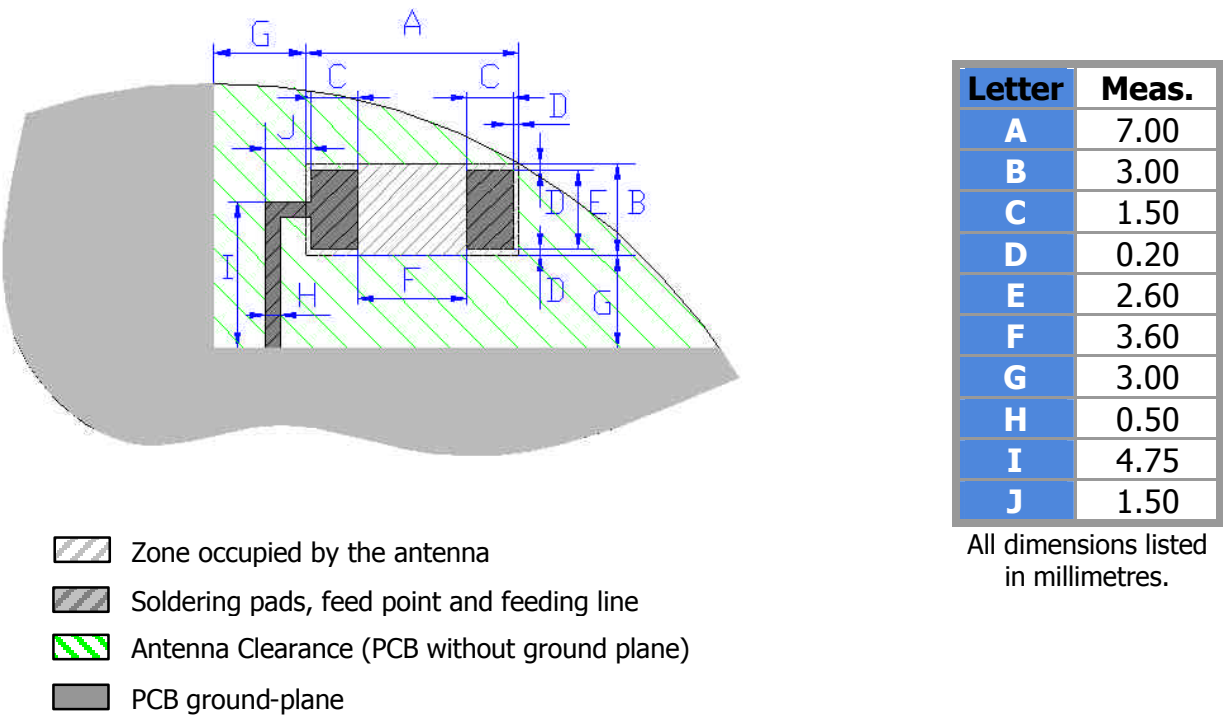 G
A
C
C
D
J
D
E
B
I
H
F
D
G
Letter Meas.
A 7.00
B 3.00
C 1.50
D 0.20
E 2.60
F 3.60
G 3.00
H 0.50
I 4.75
J 1.50
All dimensions listed
in millimetres.
Zone occupied by the antenna
Soldering pads, feed point and feeding line
Antenna Clearance (PCB without ground plane)
PCB ground-plane